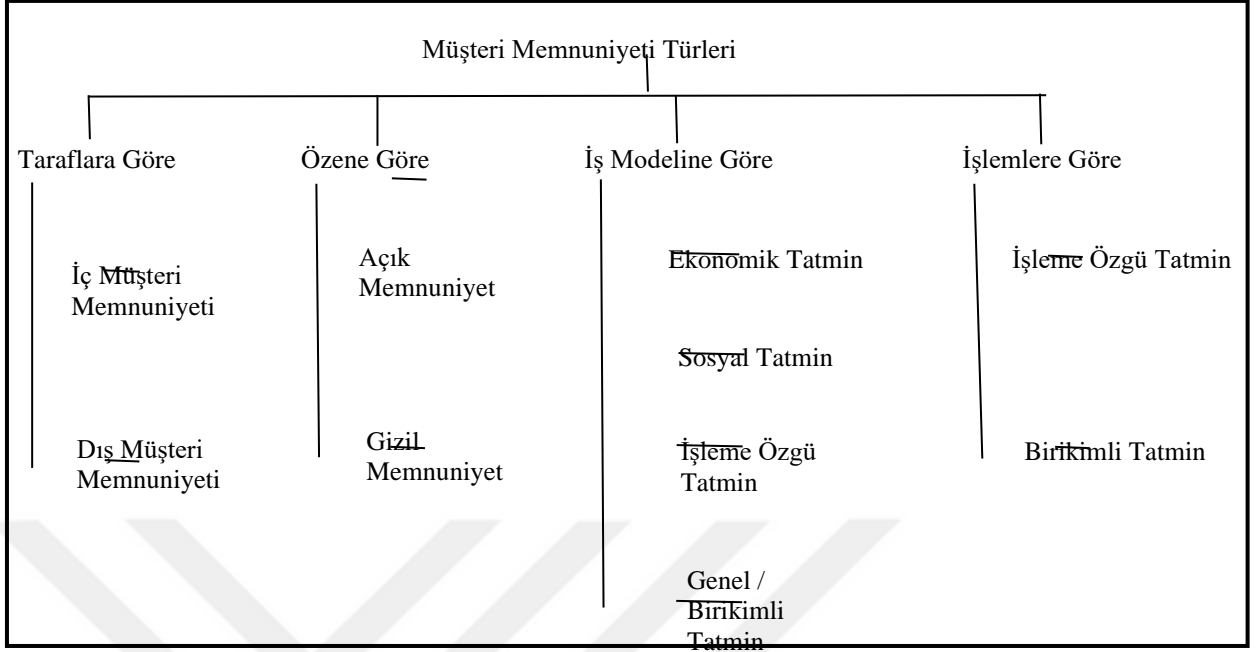 Müşteri Memnuniyeti Türleri
Taraflara Göre
Özene Göre
İş Modeline Göre
İşlemlere Göre
İç Müşteri
Memnuniyeti
Dış Müşteri
Memnuniyeti
Açık
Memnuniyet
Gizil
Memnuniyet
Ekonomik Tatmin
Sosyal Tatmin
İşleme Özgü
Tatmin
Genel /
Birikimli
Tatmin
İşleme Özgü Tatmin
Birikimli Tatmin